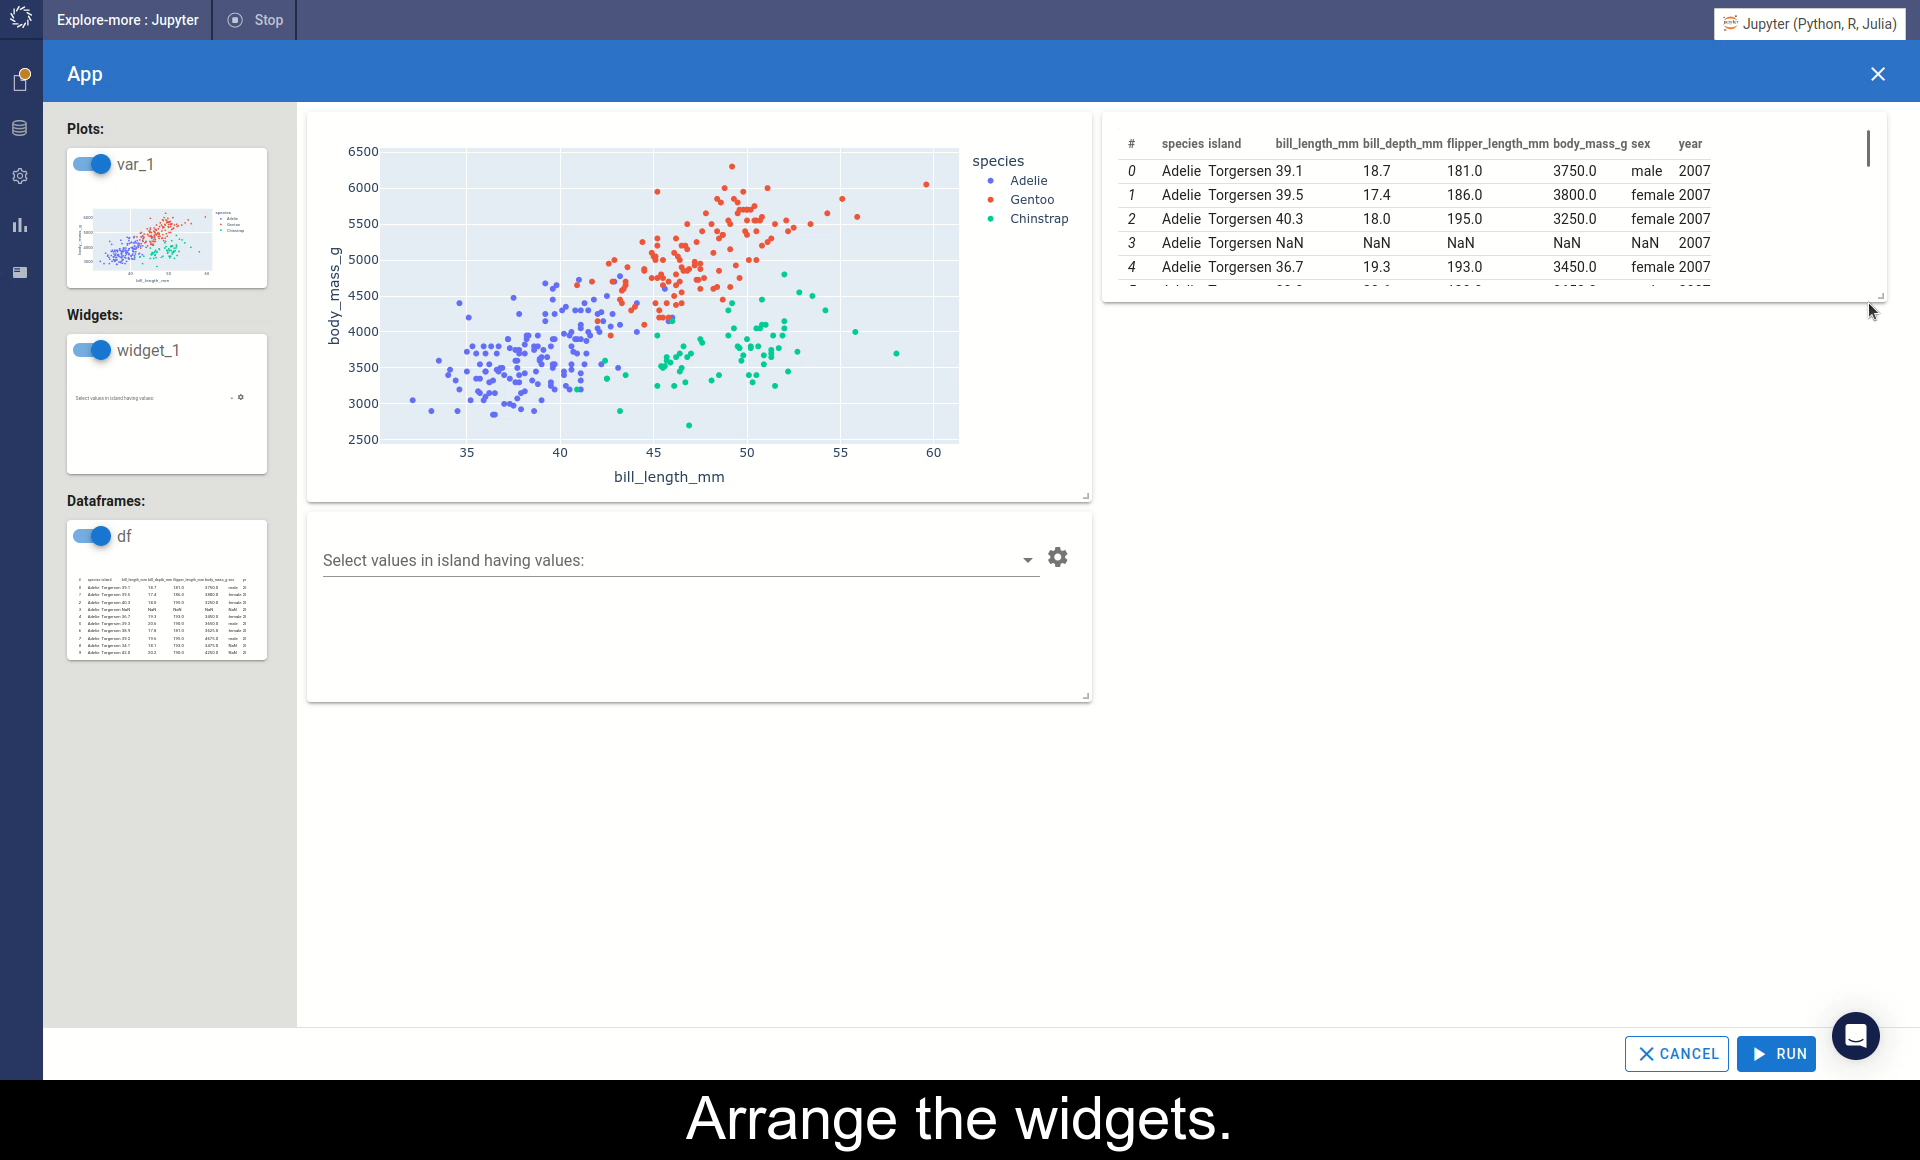 Explore-more : Jupyter
Stop
Jupyter (Python, R, Julia)
App
Plots:
var_1
Widgets:
widget_1
Select values in island having values:
Dataframes:
df
6500
6000
5500
5000
4500
4000
3500
3000
2500
body_mass_g
35 40 45 50 55 60
bill_length_mm
species
Adelie
Gentoo
Chinstrap
# species island bill_length_mm bill_depth_mm flipper_length_mm body_mass_g sex year
0 Adelie Torgersen 39.1 18.7 181.0 3750.0 male 2007
1 Adelie Torgersen 39.5 17.4 186.0 3800.0 female 2007
2 Adelie Torgersen 40.3 18.0 195.0 3250.0 female 2007
3 Adelie Torgersen NaN NaN NaN NaN NaN 2007
4 Adelie Torgersen 36.7 19.3 193.0 3450.0 female 2007
Select values in island having values:
CANCEL
RUN
Arrange the widgets.